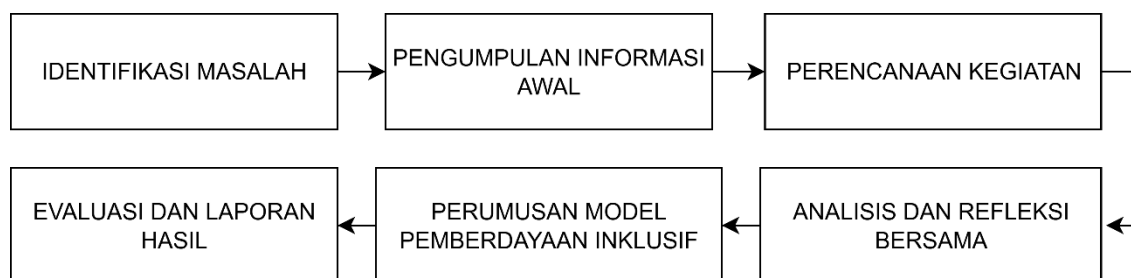 IDENTIFIKASI MASALAH
PENGUMPULAN INFORMASI
AWAL
PERENCANAAN KEGIATAN
ANALISIS DAN REFLEKSI
BERSAMA
PERUMUSAN MODEL
PEMBERDAYAAN INKLUSIF
EVALUASI DAN LAPORAN
HASIL